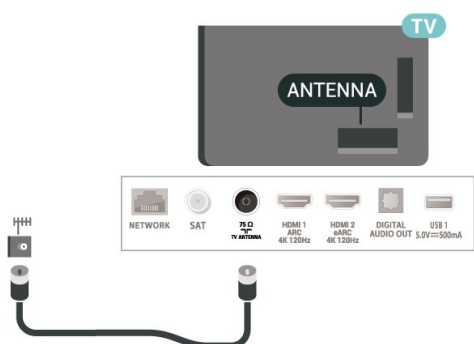 TV
ANTENNA
NETWORK
SAT
75 Ω
TV ANTENNA
HDMI 1
ARC
4K 120Hz
HDMI 2
eARC
4K 120Hz
DIGITAL
AUDIO OUT
USB 1
5.0V⎓500mA